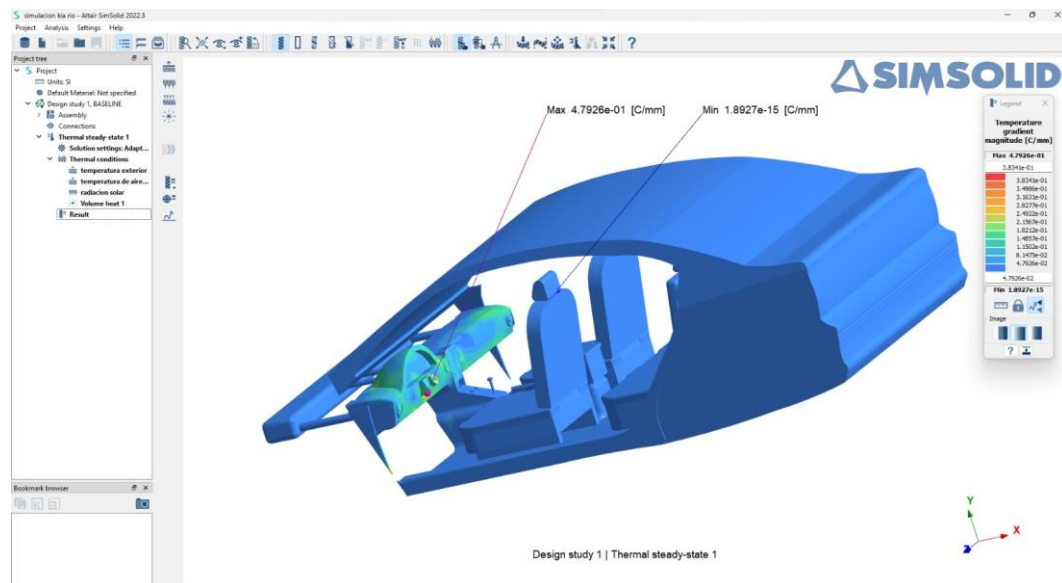 simulacion kia rio - Altair SimSolid 2022.3
Project Analysis Settings Help
Project tree
Project
Units: SI
Default Material: Not specified
Design study 1, BASELINE
Assembly
Connections
Thermal steady-state 1
Solution settings: Adapt...
Thermal conditions
temperatura exterior
temperatura de aire...
radiacion solar
Volume heat 1
Result
Bookmark browser
SIMSOLID
Max 4.7926e-01 [C/mm]
Min 1.8927e-15 [C/mm]
Legend
Temperature
gradient
magnitude [C/mm]
Max 4.7926e-01
3.8341e-01
3.8341e-01
3.4986e-01
3.1631e-01
2.8277e-01
2.4922e-01
2.1567e-01
1.8212e-01
1.4857e-01
1.1502e-01
8.1475e-02
4.7926e-02
4.7926e-02
Min 1.8927e-15
Image
Y
X
Z
Design study 1 | Thermal steady-state 1